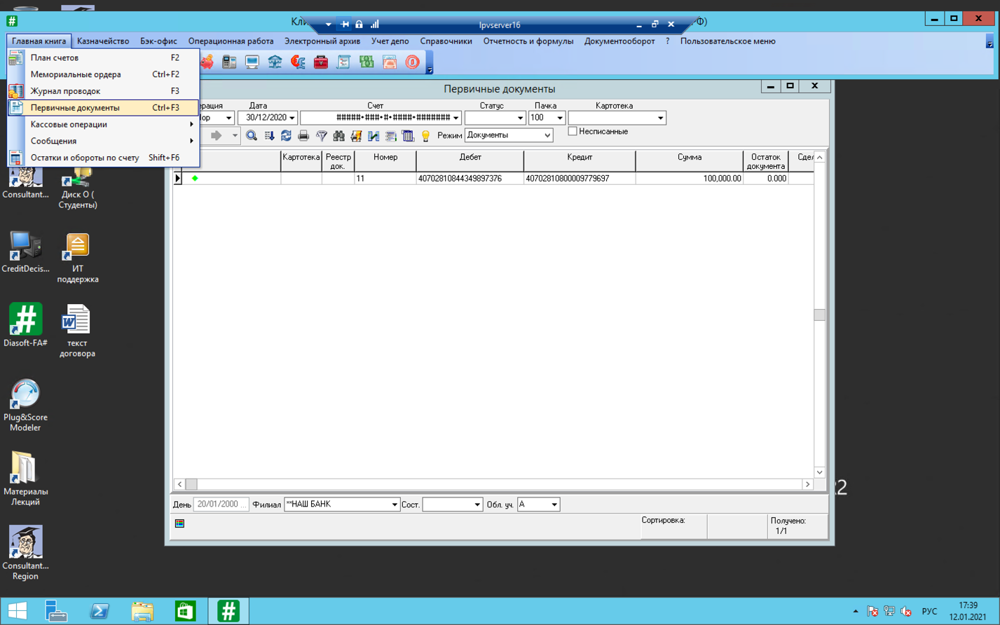 Кли
lpvserver16
РФ)
Главная книга Казначейство Бэк-офис Операционная работа Электронный архив Учет депо Справочники Отчетность и формулы Документооборот ? Пользовательское меню
План счетов F2
Мемориальные ордера Ctrl+F2
Журнал проводок F3
Первичные документы Ctrl+F3
Кассовые операции
Сообщения
Остатки и обороты по счету Shift+F6
Первичные документы
рация Дата Счет Статус Пачка Картотека
30/12/2020 #####*###*#*####*####### 100
Режим Документы Несписанные
Картотека Реестр док. Номер Дебет Кредит Сумма Остаток документа Сдел
11 40702810844349897376 40702810800009779697 100,000.00 0.000
День 20/01/2000 ... Филиал **НАШ БАНК Сост. Обл. уч. А
Сортировка: Получено:
1/1
Consultant...
Диск O (
Студенты)
CreditDecis...
ИТ
поддержка
Diasoft-FA#
текст
договора
Plug&Score
Modeler
Материалы
Лекций
Consultant...
Region
РУС
17:39
12.01.2021